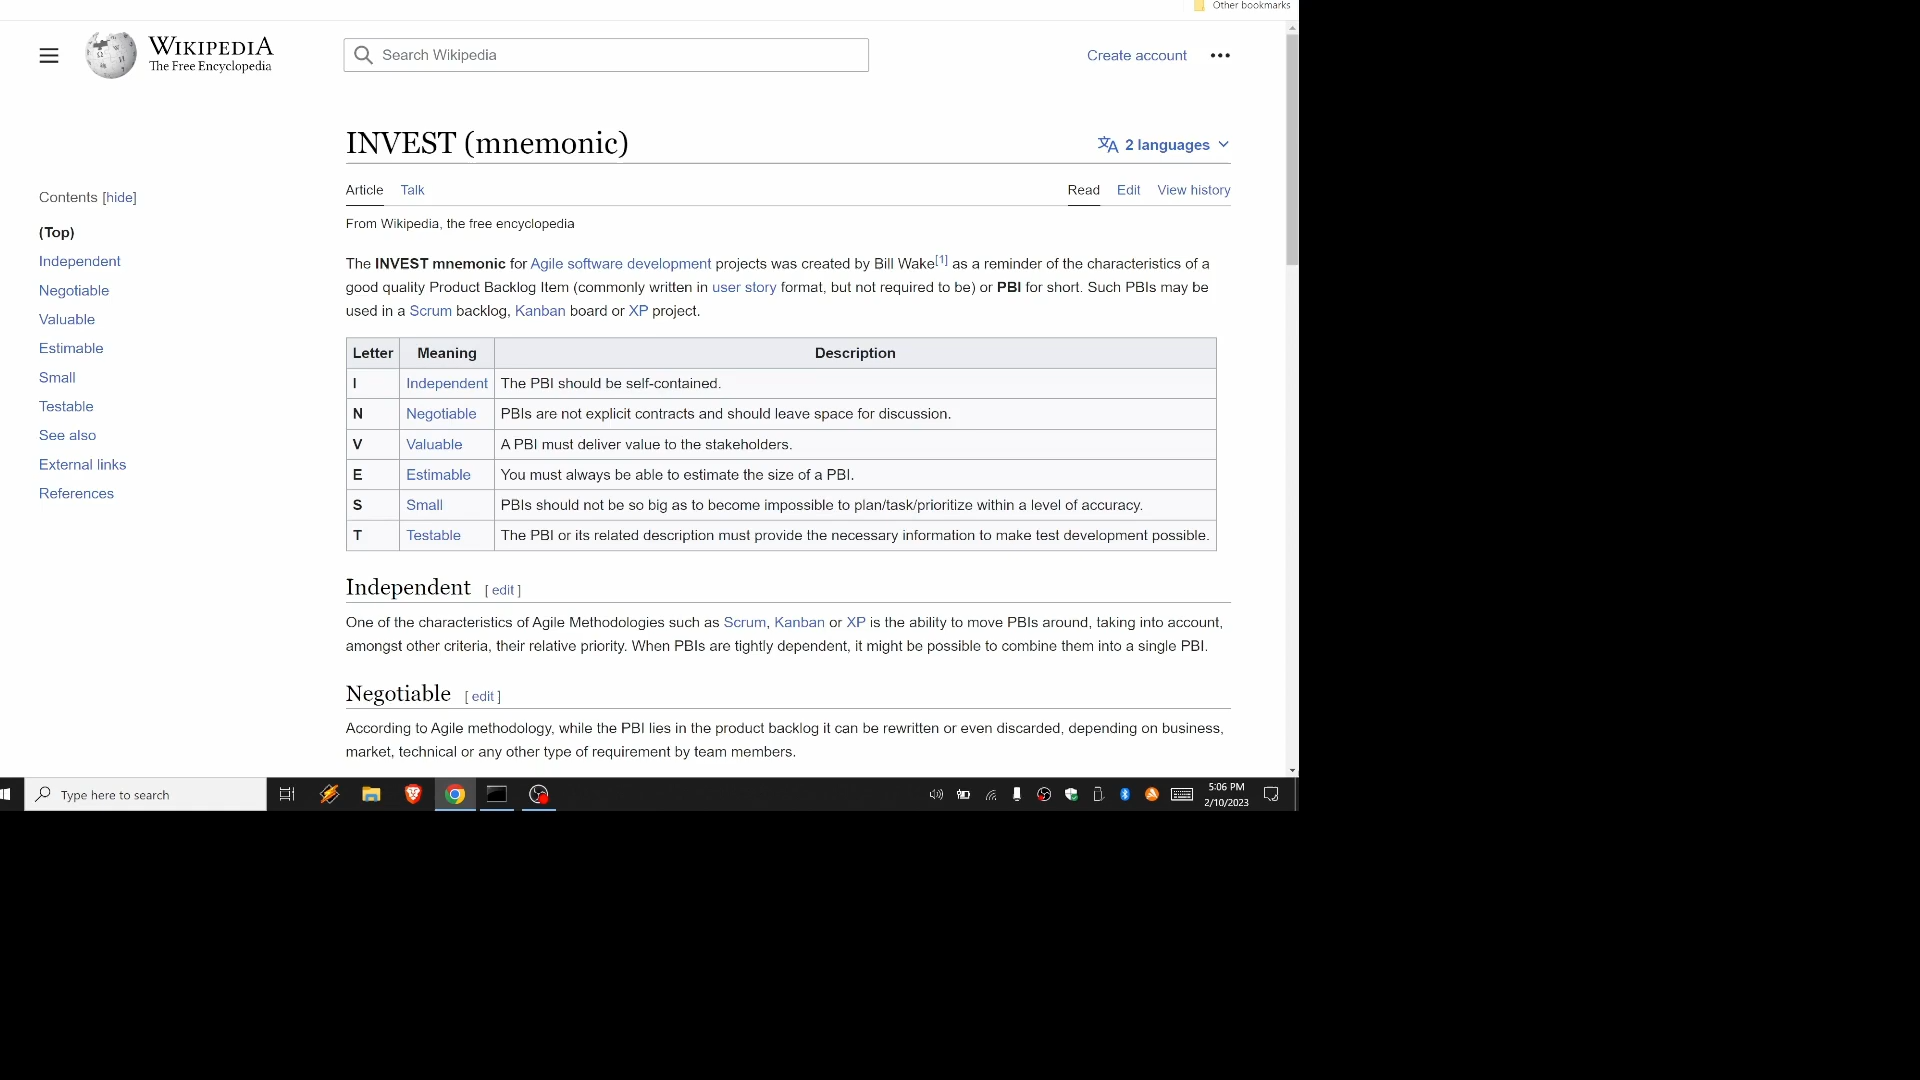 Other bookmarks
WIKIPEDIA
The Free Encyclopedia
Search Wikipedia
Create account
INVEST (mnemonic)
2 languages
Article Talk
Read Edit View history
From Wikipedia, the free encyclopedia
Contents [hide]
(Top)
Independent
Negotiable
Valuable
Estimable
Small
Testable
See also
External links
References
The INVEST mnemonic for Agile software development projects was created by Bill Wake[1] as a reminder of the characteristics of a
good quality Product Backlog Item (commonly written in user story format, but not required to be) or PBI for short. Such PBIs may be
used in a Scrum backlog, Kanban board or XP project.
Letter Meaning Description
I Independent The PBI should be self-contained.
N Negotiable PBIs are not explicit contracts and should leave space for discussion.
V Valuable A PBI must deliver value to the stakeholders.
E Estimable You must always be able to estimate the size of a PBI.
S Small PBIs should not be so big as to become impossible to plan/task/prioritize within a level of accuracy.
T Testable The PBI or its related description must provide the necessary information to make test development possible.
Independent [ edit ]
One of the characteristics of Agile Methodologies such as Scrum, Kanban or XP is the ability to move PBIs around, taking into account,
amongst other criteria, their relative priority. When PBIs are tightly dependent, it might be possible to combine them into a single PBI.
Negotiable [ edit ]
According to Agile methodology, while the PBI lies in the product backlog it can be rewritten or even discarded, depending on business,
market, technical or any other type of requirement by team members.
Type here to search
5:06 PM
2/10/2023